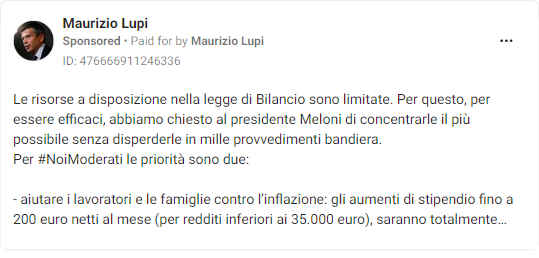 Maurizio Lupi
Sponsored • Paid for by Maurizio Lupi
ID: 476666911246336
Le risorse a disposizione nella legge di Bilancio sono limitate. Per questo, per
essere efficaci, abbiamo chiesto al presidente Meloni di concentrarle il più
possibile senza disperderle in mille provvedimenti bandiera.
Per #NoiModerati le priorità sono due:
- aiutare i lavoratori e le famiglie contro l’inflazione: gli aumenti di stipendio fino a
200 euro netti al mese (per redditi inferiori ai 35.000 euro), saranno totalmente...